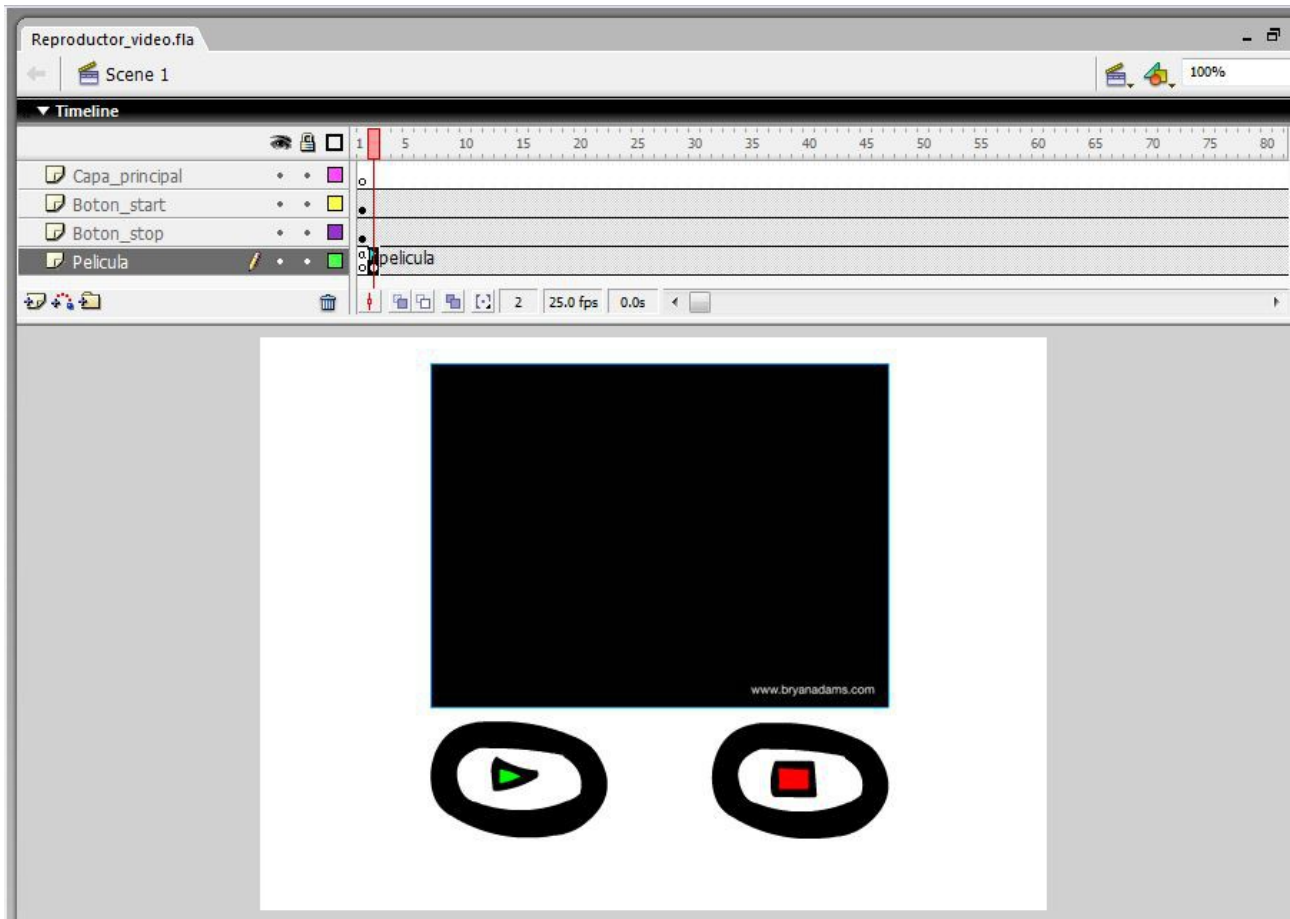 Reproductor_video.fla
Scene 1
100%
Timeline
1 5 10 15 20 25 30 35 40 45 50 55 60 65 70 75 80
Capa_principal
Boton_start
Boton_stop
Pelicula
a pelicula
2 25.0 fps 0.0s
www.bryanadams.com